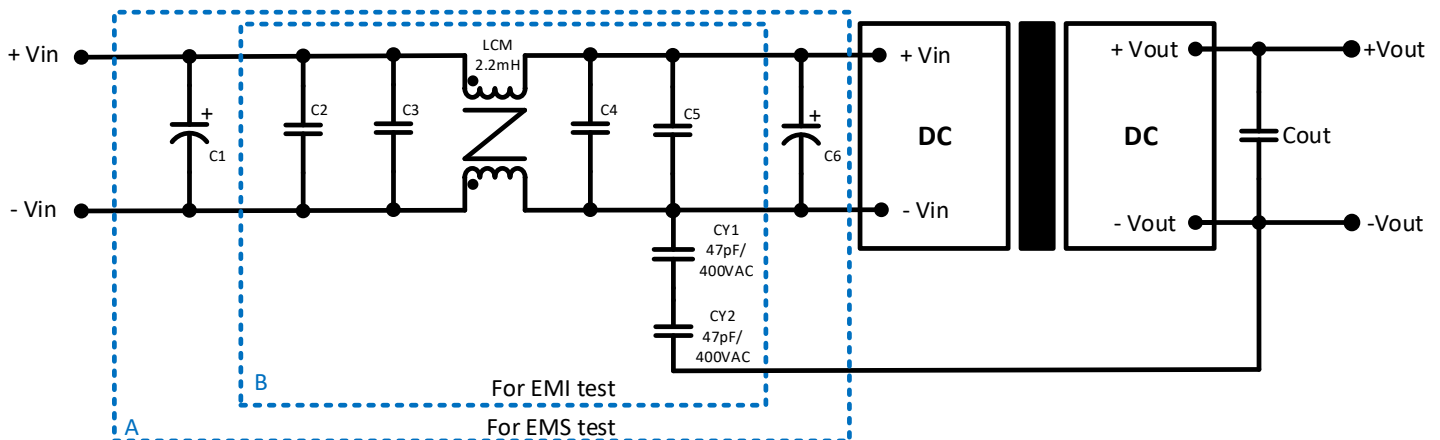 LCM
2.2mH
+ Vin
+ Vin
+ Vout
+Vout
+
C1
C2
C3
C4
C5
+
C6
DC
DC
Cout
- Vin
- Vin
- Vout
-Vout
CY1
47pF/
400VAC
CY2
47pF/
400VAC
B
For EMI test
A
For EMS test